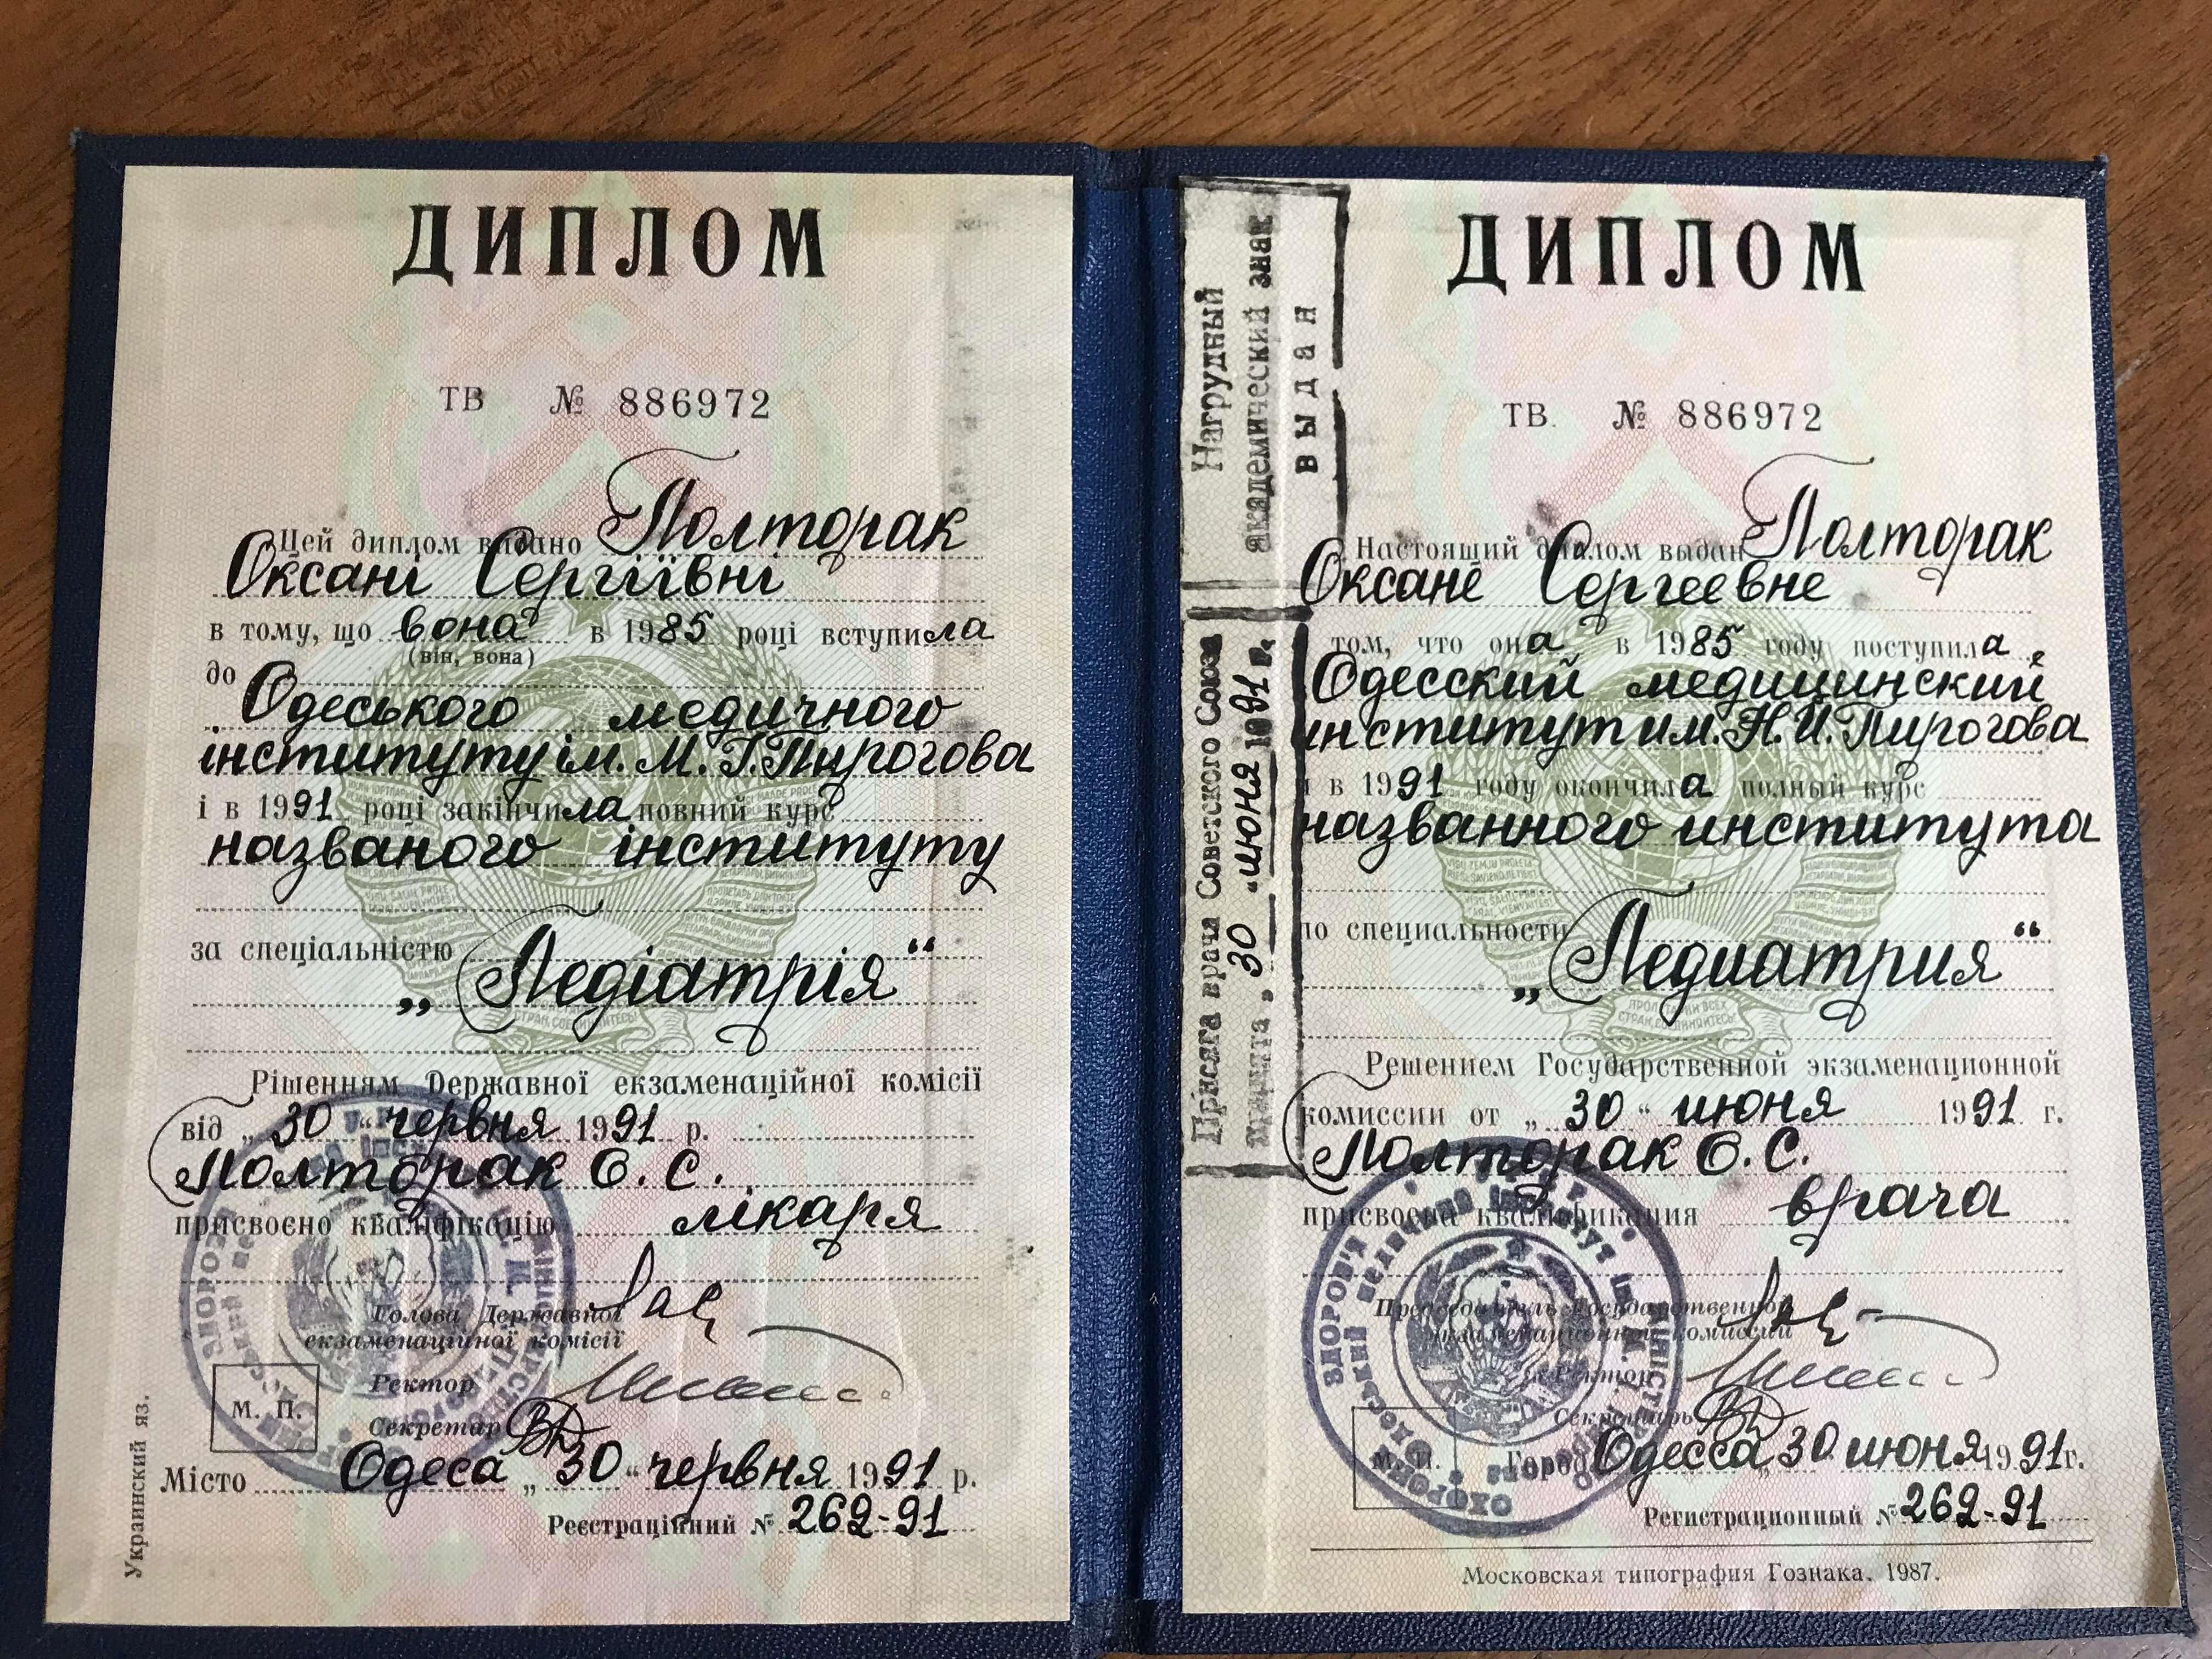 ДИПЛОМ
ТВ № 886972
Цей диплом видано Полторак
Оксані Сергіївні
в тому, що вона в 1985 році вступила
(він, вона)
до
Одеського медичного
інституту ім. М. І. Пирогова
і в 1991 році закінчила повний курс
названого інституту
за спеціальністю
„Педіатрія“
Рішенням Державної екзаменаційної комісії
від „30“ червня 1991 р.
Полторак О. С.
присвоєно кваліфікацію лікаря
Голова Державної
екзаменаційної комісії
Ректор
Секретар
М. П.
Місто Одеса „30“ червня 1991 р.
Реєстраційний № 262-91
Украинский яз.
Нагрудный
академический знак
выдан
Присяга врача Советского Союза
принята „30“ июня 1991 г.
ДИПЛОМ
ТВ № 886972
Настоящий диплом выдан Полторак
Оксане Сергеевне
том, что она в 1985 году поступила
Одесский медицинский
институт им. Н. И. Пирогова
и в 1991 году окончила полный курс
названного института
по специальности
„Педиатрия“
Решением Государственной экзаменационной
комиссии от „30“ июня 1991 г.
Полторак О. С.
присвоена квалификация врача
Председатель Государственной
экзаменационной комиссии
Ректор
Секретарь
М. П.
Город Одесса „30 июня 1991 г.
Регистрационный № 262-91
Московская типография Гознака. 1987.